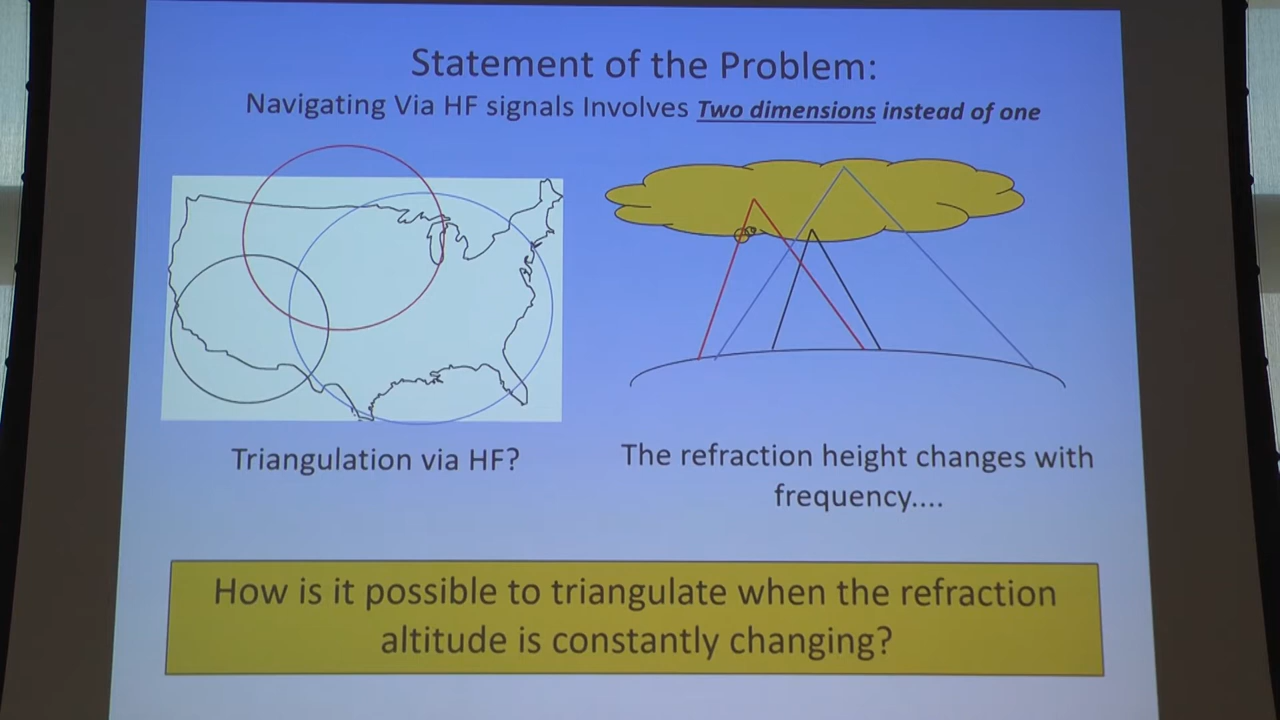 Statement of the Problem:
Navigating Via HF signals Involves Two dimensions instead of one
Triangulation via HF?
The refraction height changes with
frequency....
How is it possible to triangulate when the refraction
altitude is constantly changing?